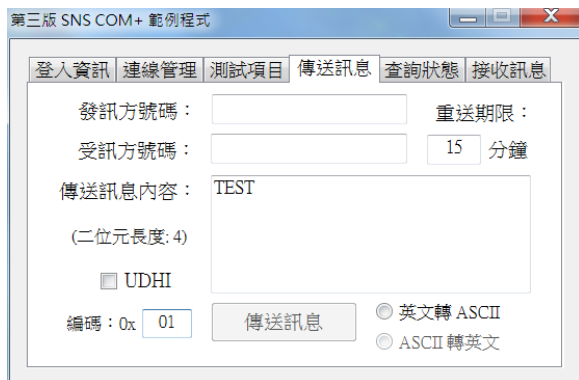 第三版 SNS COM+ 範例程式
登入資訊 連線管理 測試項目 傳送訊息 查詢狀態 接收訊息
發訊方號碼： 重送期限：
受訊方號碼： 15 分鐘
傳送訊息內容： TEST
(二位元長度: 4)
UDHI
編碼：0x 01 傳送訊息 英文轉 ASCII
ASCII 轉英文